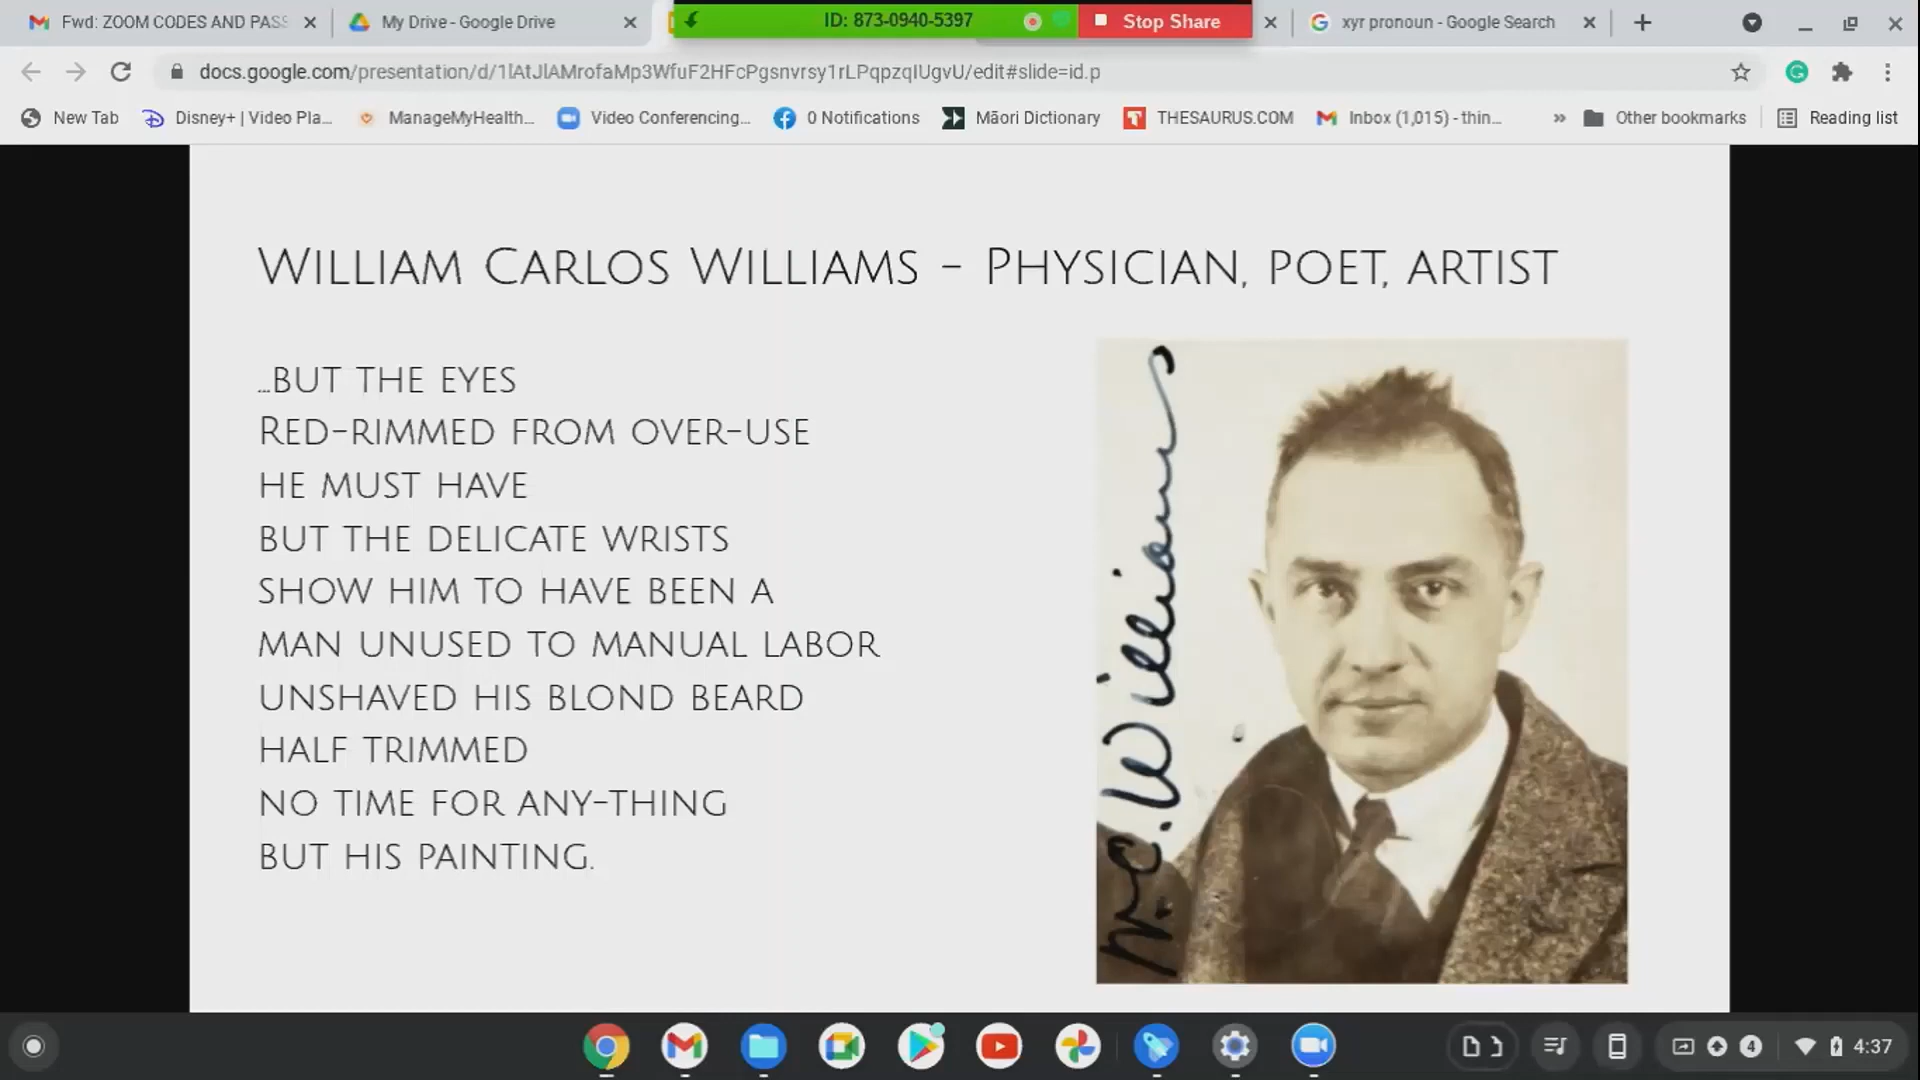 Fwd: ZOOM CODES AND PAS
My Drive - Google Drive
ID: 873-0940-5397
Stop Share
xyr pronoun - Google Search
docs.google.com/presentation/d/1lAtJlAMrofaMp3WfuF2HFcPgsnvrsy1rLPqpzqIUgvU/edit#slide=id.p
New Tab
Disney+ | Video Pla...
ManageMyHealth...
Video Conferencing...
0 Notifications
Māori Dictionary
THESAURUS.COM
Inbox (1,015) - thin...
Other bookmarks
Reading list
William Carlos Williams - Physician, poet, artist
...but the eyes
Red-rimmed from over-use
he must have
but the delicate wrists
show him to have been a
man unused to manual labor
unshaved his blond beard
half trimmed
no time for any-thing
but his painting.
W.C. Williams
4
4:37